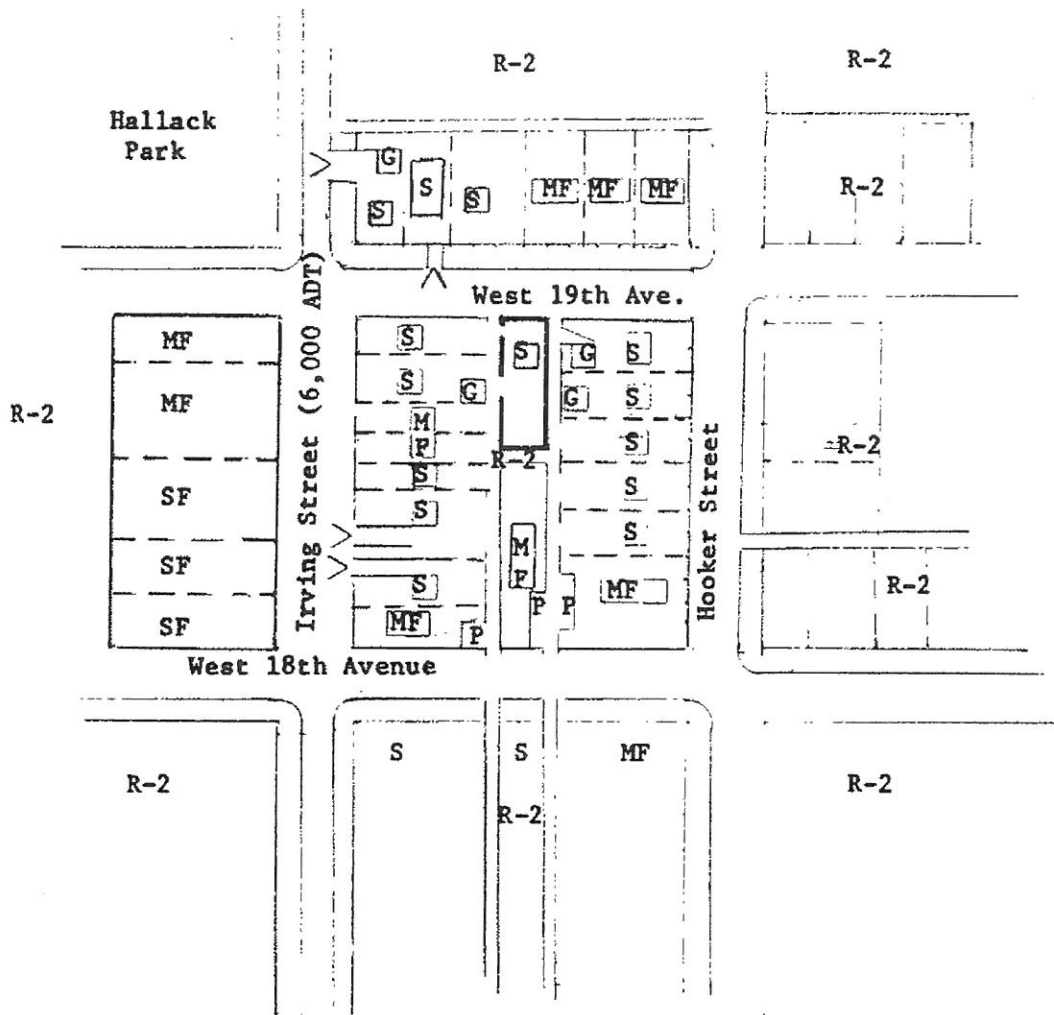 R-2
R-2
Hallack
Park
G
S
S
S
MF
MF
MF
R-2
West 19th Ave.
Irving Street (6,000 ADT)
MF
MF
SF
SF
SF
R-2
S
S
G
M
F
S
S
S
MF
P
S
R-2
M
F
P
P
G
S
G
S
S
S
S
MF
Hooker Street
R-2
R-2
West 18th Avenue
S
S
MF
R-2
R-2
R-2